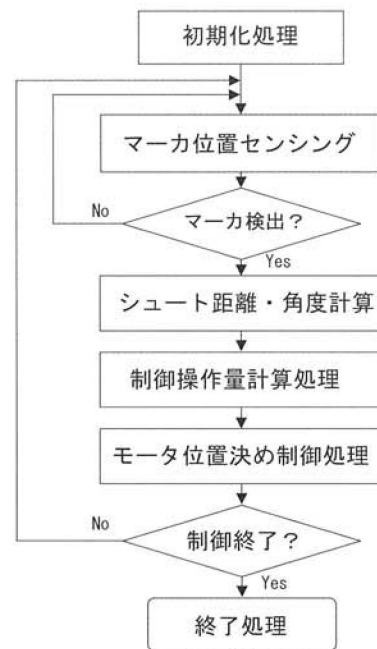 初期化処理
マーカ位置センシング
No
マーカ検出？
Yes
シュート距離・角度計算
制御操作量計算処理
モータ位置決め制御処理
No
制御終了？
Yes
終了処理